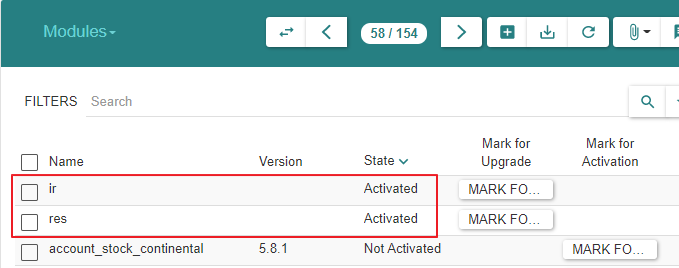 Modules
58 / 154
FILTERS Search
Name Version State Mark for Upgrade Mark for Activation
ir Activated MARK FO...
res Activated MARK FO...
account_stock_continental 5.8.1 Not Activated MARK FO...